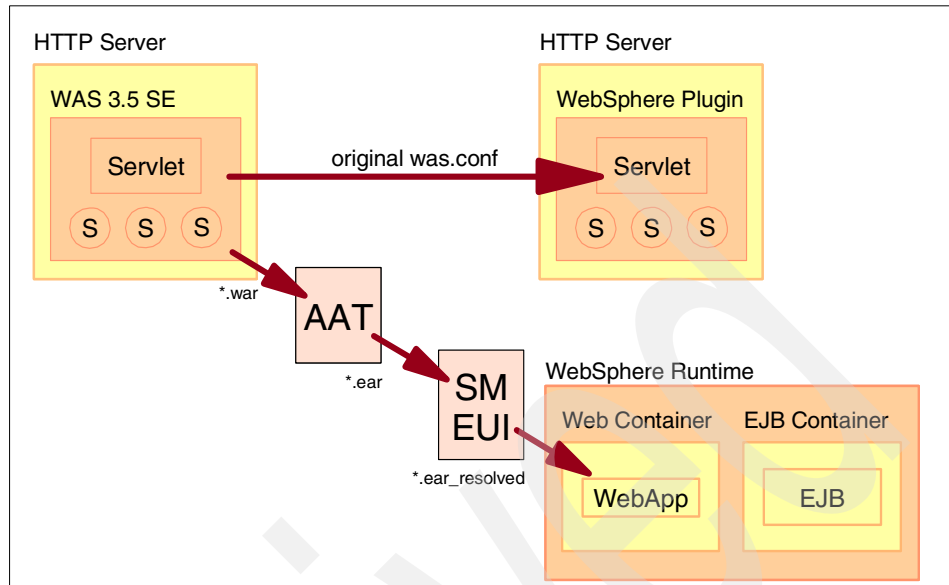 HTTP Server
WAS 3.5 SE
Servlet
S S S
original was.conf
HTTP Server
WebSphere Plugin
Servlet
S S S
*.war
AAT
*.ear
SM
EUI
*.ear_resolved
WebSphere Runtime
Web Container
WebApp
EJB Container
EJB